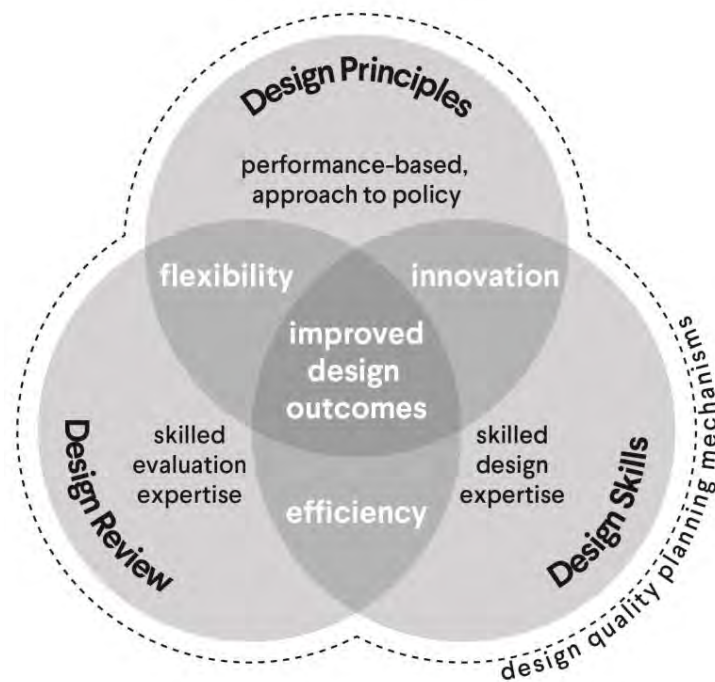 Design Principles
performance-based,
approach to policy
flexibility
innovation
improved
design
outcomes
Design Review
skilled
evaluation
expertise
skilled
design
expertise
Design Skills
efficiency
design quality planning mechanisms